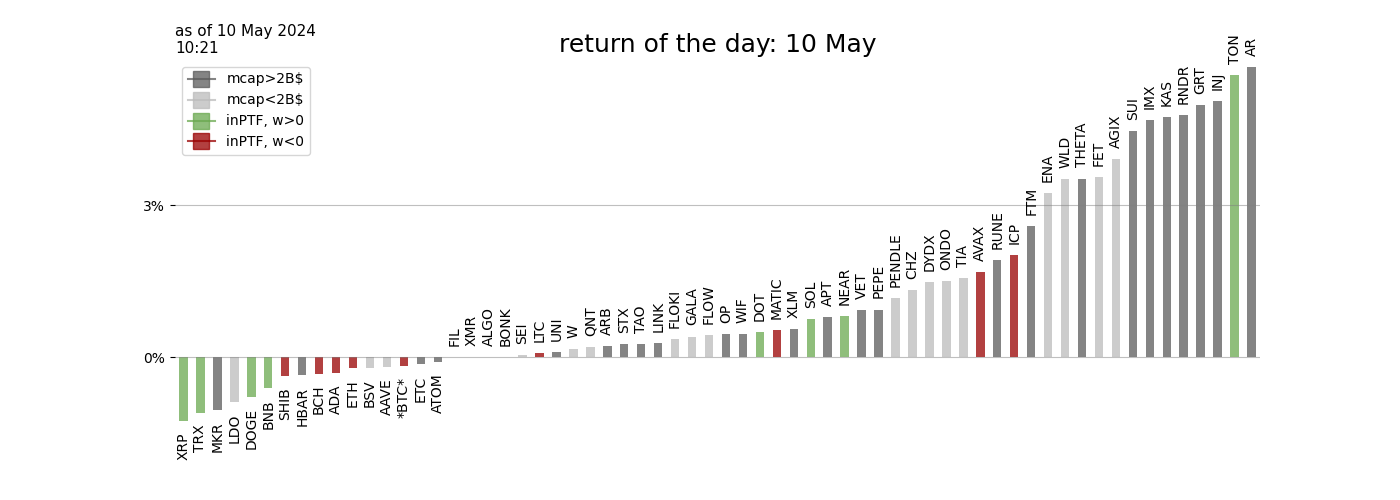 as of 10 May 2024
10:21
return of the day: 10 May
mcap>2B$
mcap<2B$
inPTF, w>0
inPTF, w<0
3%
0%
XRP
TRX
MKR
LDO
DOGE
BNB
SHIB
HBAR
BCH
ADA
ETH
BSV
AAVE
*BTC*
ETC
ATOM
FIL
XMR
ALGO
BONK
SEI
LTC
UNI
W
QNT
ARB
STX
TAO
LINK
FLOKI
GALA
FLOW
OP
WIF
DOT
MATIC
XLM
SOL
APT
NEAR
VET
PEPE
PENDLE
CHZ
DYDX
ONDO
TIA
AVAX
RUNE
ICP
FTM
ENA
WLD
THETA
FET
AGIX
SUI
IMX
KAS
RNDR
GRT
INJ
TON
AR